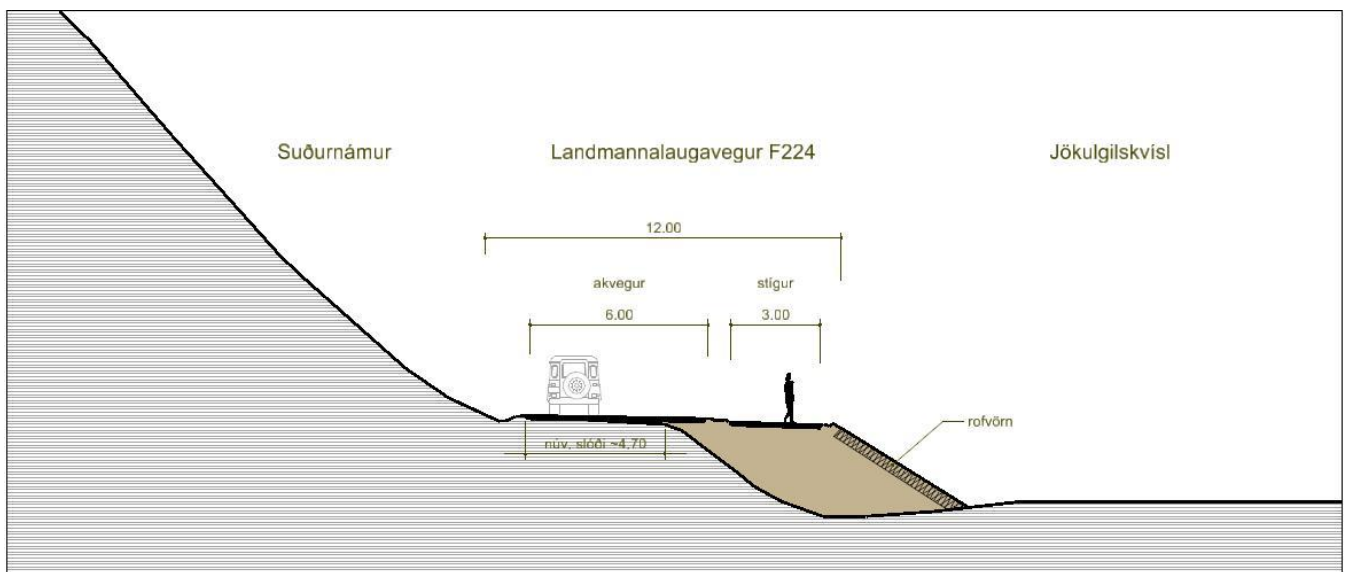 Suðurnámur
Landmannalaugavegur F224
Jökulgilskvísl
12.00
akvegur
stígur
6.00
3.00
rofvörn
núv, slóði ~4,70